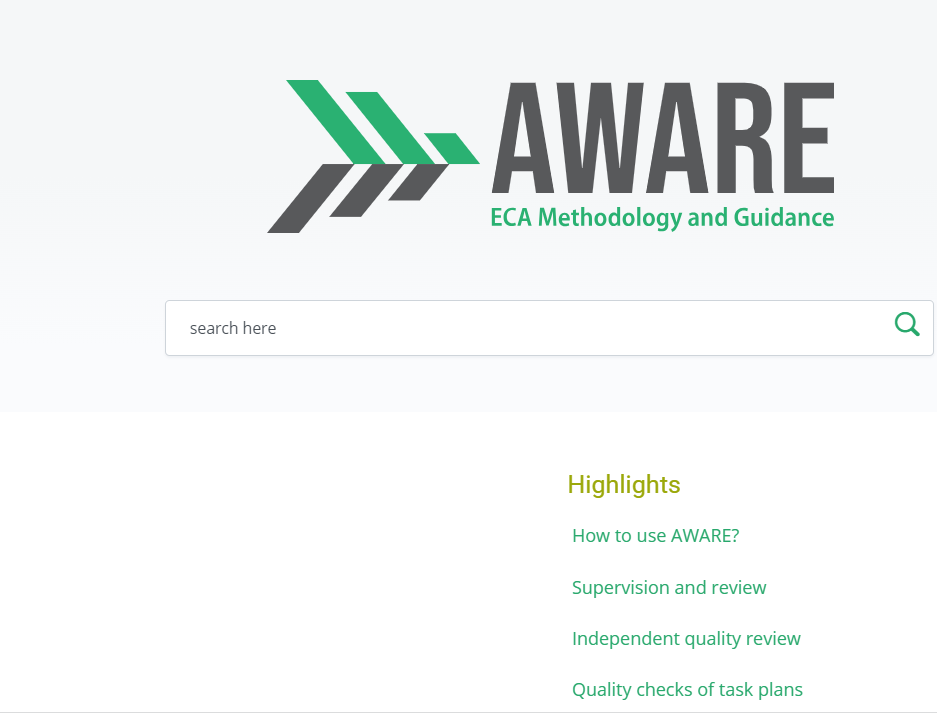 AWARE
ECA Methodology and Guidance
search here
Highlights
How to use AWARE?
Supervision and review
Independent quality review
Quality checks of task plans